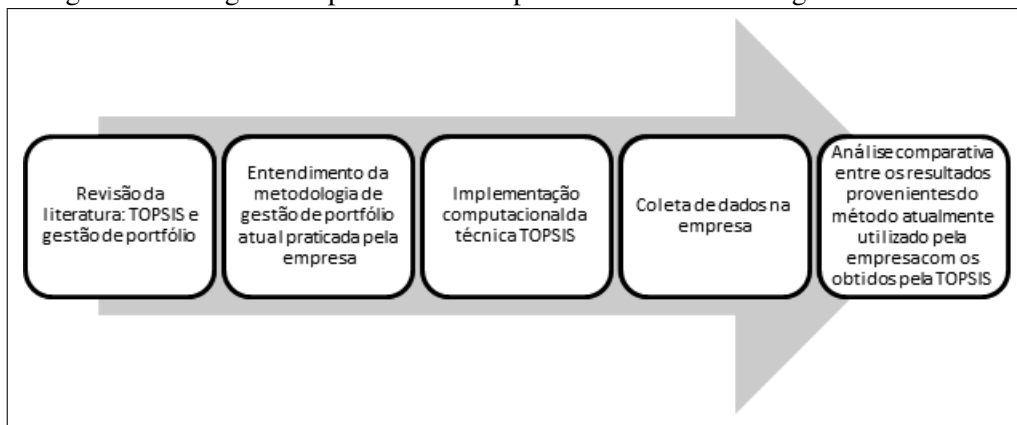 Revisão da
literatura: TOPSIS e
gestão de portfólio
Entendimento da
metodologia de
gestão de portfólio
atual praticada pela
empresa
Implementação
computacional da
técnica TOPSIS
Coleta de dados na
empresa
Análise comparativa
entre os resultados
provenientes do
método atualmente
utilizado pela
empresa com os
obtidos pela TOPSIS